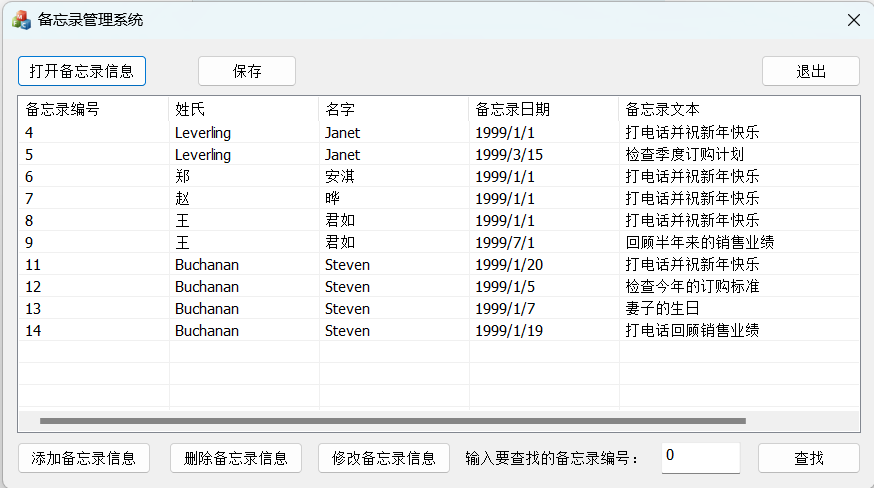 备忘录管理系统
打开备忘录信息 保存 退出
备忘录编号 姓氏 名字 备忘录日期 备忘录文本
4 Leverling Janet 1999/1/1 打电话并祝新年快乐
5 Leverling Janet 1999/3/15 检查季度订购计划
6 郑 安淇 1999/1/1 打电话并祝新年快乐
7 赵 晔 1999/1/1 打电话并祝新年快乐
8 王 君如 1999/1/1 打电话并祝新年快乐
9 王 君如 1999/7/1 回顾半年来的销售业绩
11 Buchanan Steven 1999/1/20 打电话并祝新年快乐
12 Buchanan Steven 1999/1/5 检查今年的订购标准
13 Buchanan Steven 1999/1/7 妻子的生日
14 Buchanan Steven 1999/1/19 打电话回顾销售业绩
添加备忘录信息 删除备忘录信息 修改备忘录信息 输入要查找的备忘录编号： 0 查找